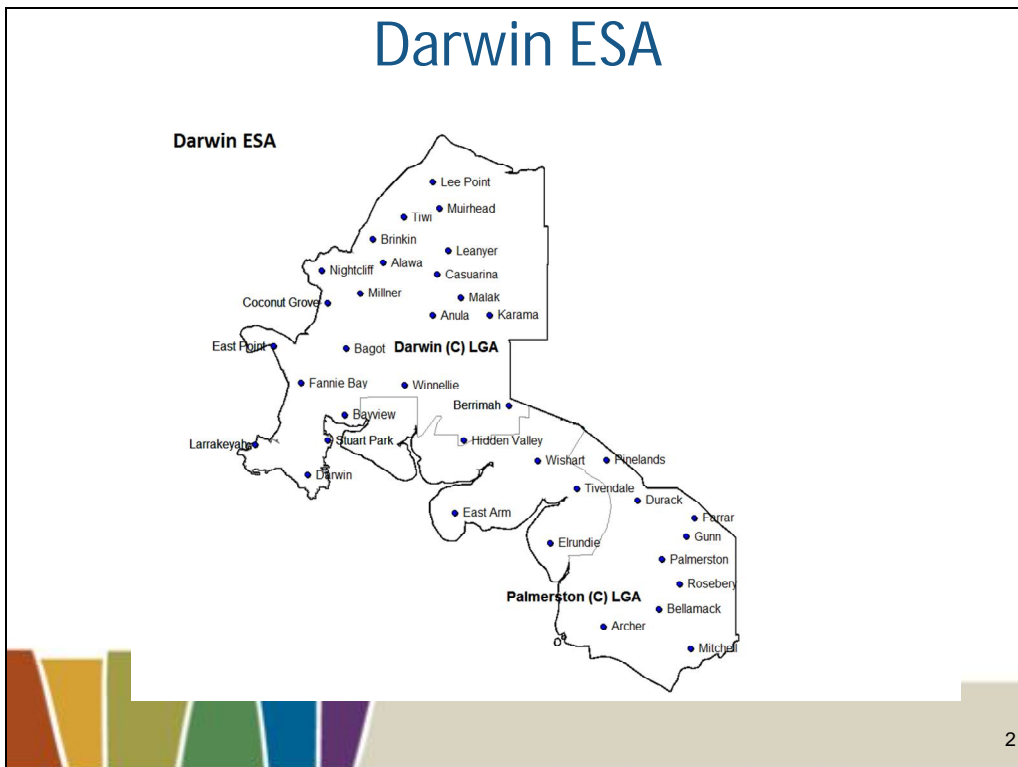 Darwin ESA
Darwin ESA
Lee Point
Muirhead
Tiwi
Brinkin
Leanyer
Alawa
Nightcliff
Casuarina
Millner
Malak
Coconut Grove
Anula
Karama
East Point
Bagot
Darwin (C) LGA
Fannie Bay
Winnellie
Berrimah
Bayview
Larrakeyah
Stuart Park
Hidden Valley
Wishart
Pinelands
Darwin
Tivendale
Durack
East Arm
Farrar
Gunn
Elrundie
Palmerston
Rosebery
Palmerston (C) LGA
Bellamack
Archer
Mitchell
2